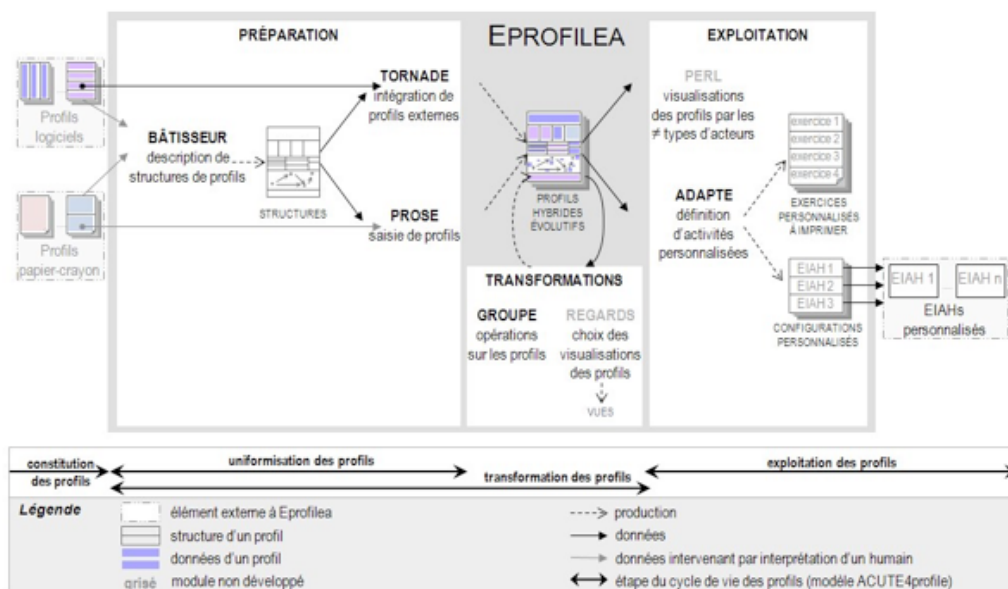 PRÉPARATION
EPROFILEA
EXPLOITATION
Profils
logiciels
Profils
papier-crayon
BÂTISSEUR
description de
structures de profils
STRUCTURES
TORNADE
intégration de
profils externes
PROSE
saisie de profils
PROFILS
HYBRIDES
ÉVOLUTIFS
TRANSFORMATIONS
GROUPE
opérations
sur les profils
REGARDS
choix des
visualisations
des profils
VUES
PERL
visualisations
des profils par les
≠ types d'acteurs
ADAPTE
définition
d'activités
personnalisées
exercice 1
exercice 2
exercice 3
exercice 4
EXERCICES
PERSONNALISÉS
À IMPRIMER
EIAH 1
EIAH 2
EIAH 3
CONFIGURATIONS
PERSONNALISÉS
EIAH 1 ... EIAH n
EIAHs
personnalisés
constitution
des profils
uniformisation des profils
transformation des profils
exploitation des profils
Légende
élément externe à Eprofilea
structure d'un profil
données d'un profil
grisé module non développé
production
données
données intervenant par interprétation d'un humain
étape du cycle de vie des profils (modèle ACUTE4profile)